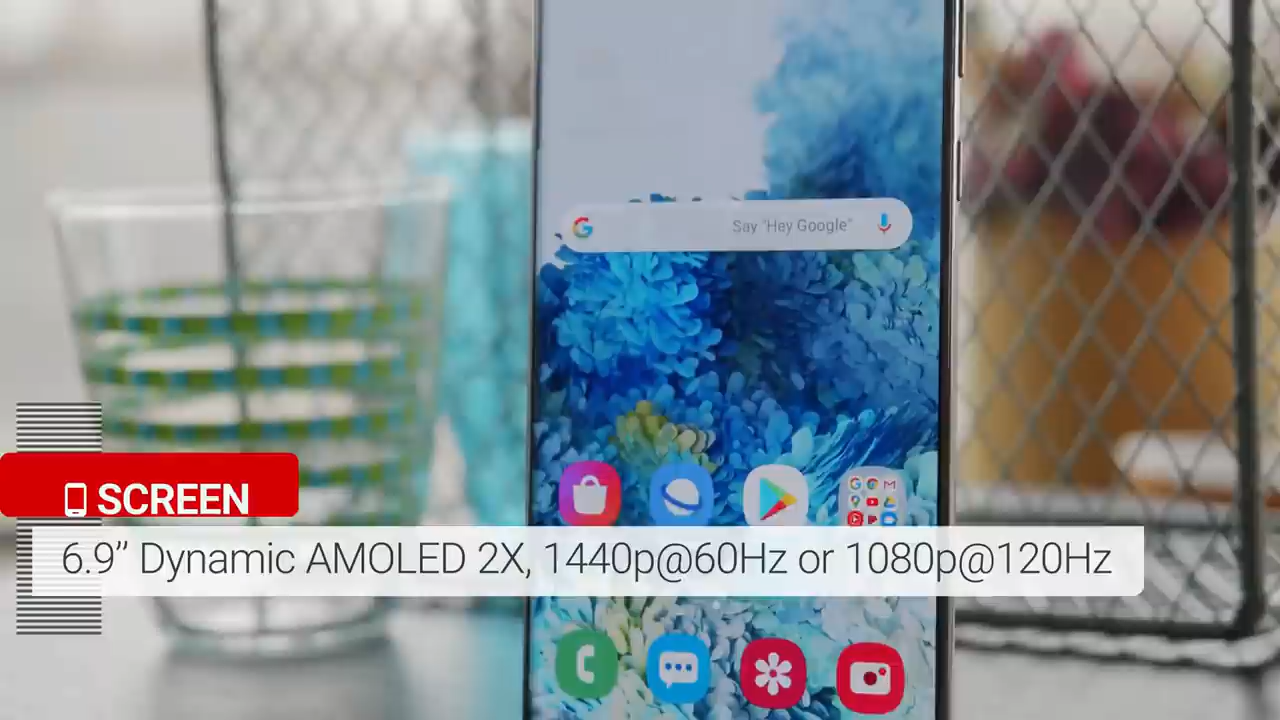 Say "Hey Google"
SCREEN
6.9” Dynamic AMOLED 2X, 1440p@60Hz or 1080p@120Hz